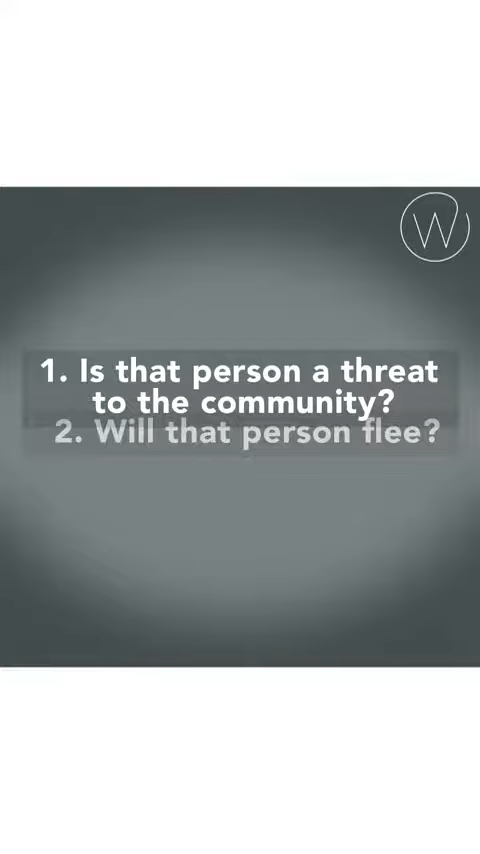 W
1. Is that person a threat
to the community?
2. Will that person flee?